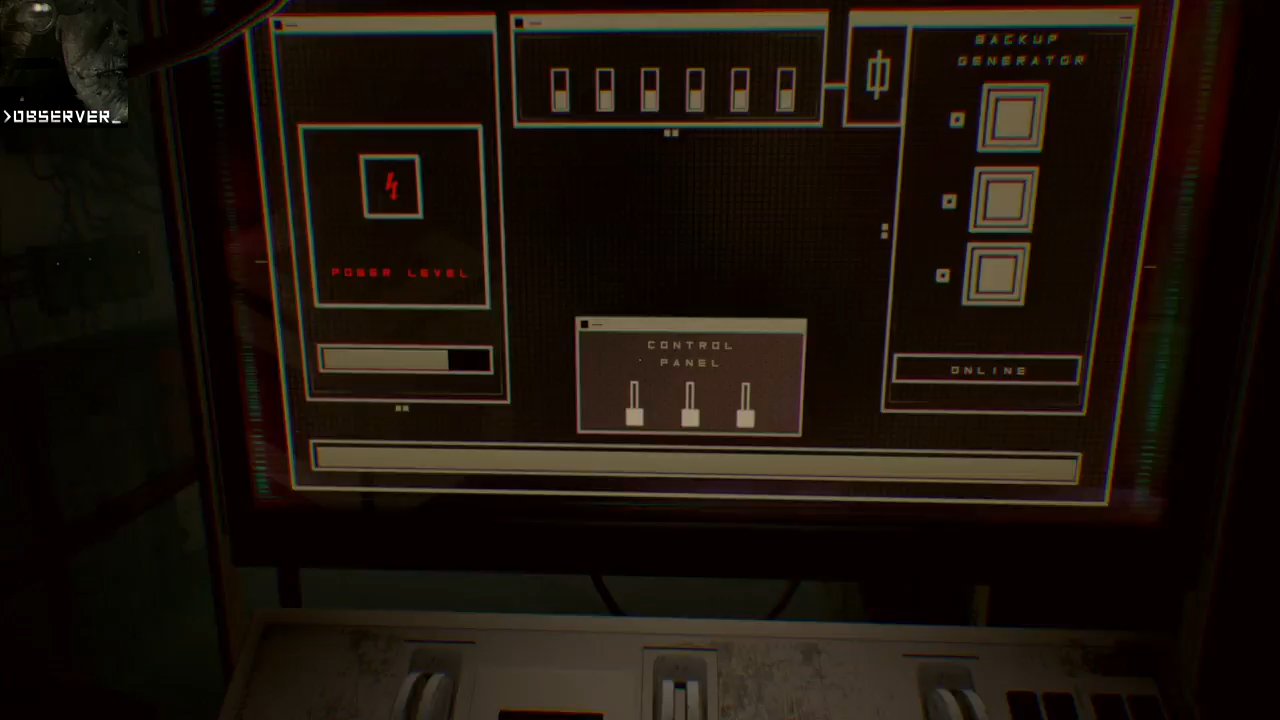 >OBSERVER_
BACKUP
GENERATOR
POWER LEVEL
CONTROL
PANEL
ONLINE